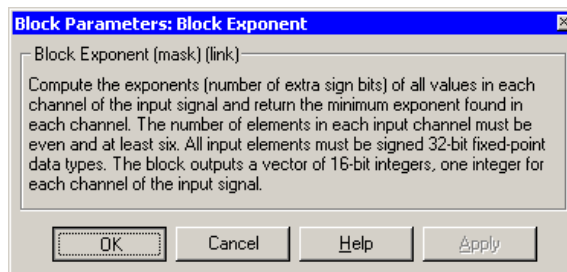 Block Parameters: Block Exponent
Block Exponent (mask) (link)
Compute the exponents (number of extra sign bits) of all values in each
channel of the input signal and return the minimum exponent found in
each channel. The number of elements in each input channel must be
even and at least six. All input elements must be signed 32-bit fixed-point
data types. The block outputs a vector of 16-bit integers, one integer for
each channel of the input signal.
OK Cancel Help Apply